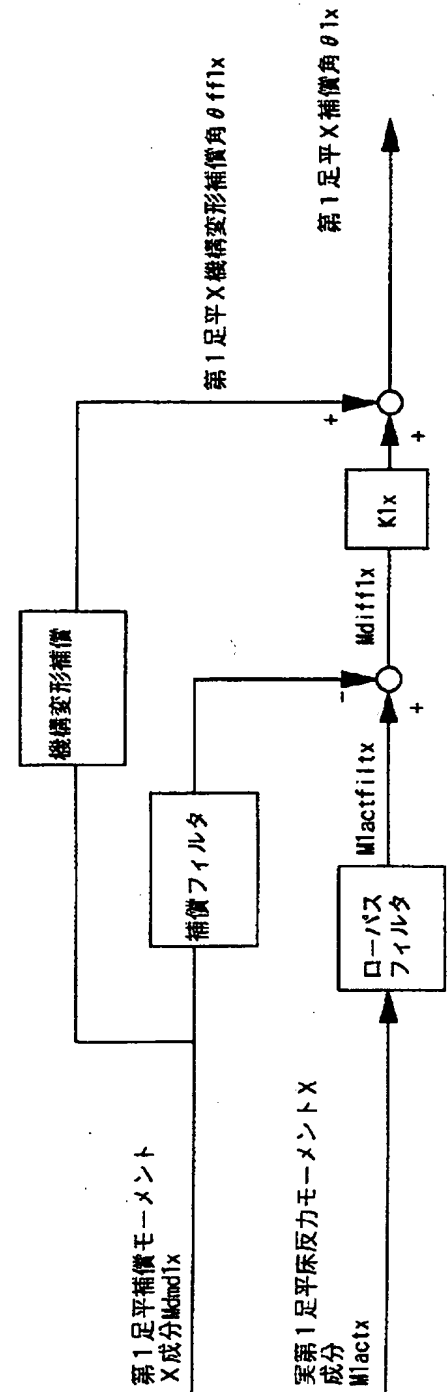 第1足平補償モーメント
X成分Mdmd1x
機構変形補償
補償フィルタ
第1足平X機構変形補償角θff1x
実第1足平床反力モーメントX
成分
M1actx
ローパス
フィルタ
M1actfiltx
-
+
Mdiff1x
K1x
+
+
第1足平X補償角θ1x